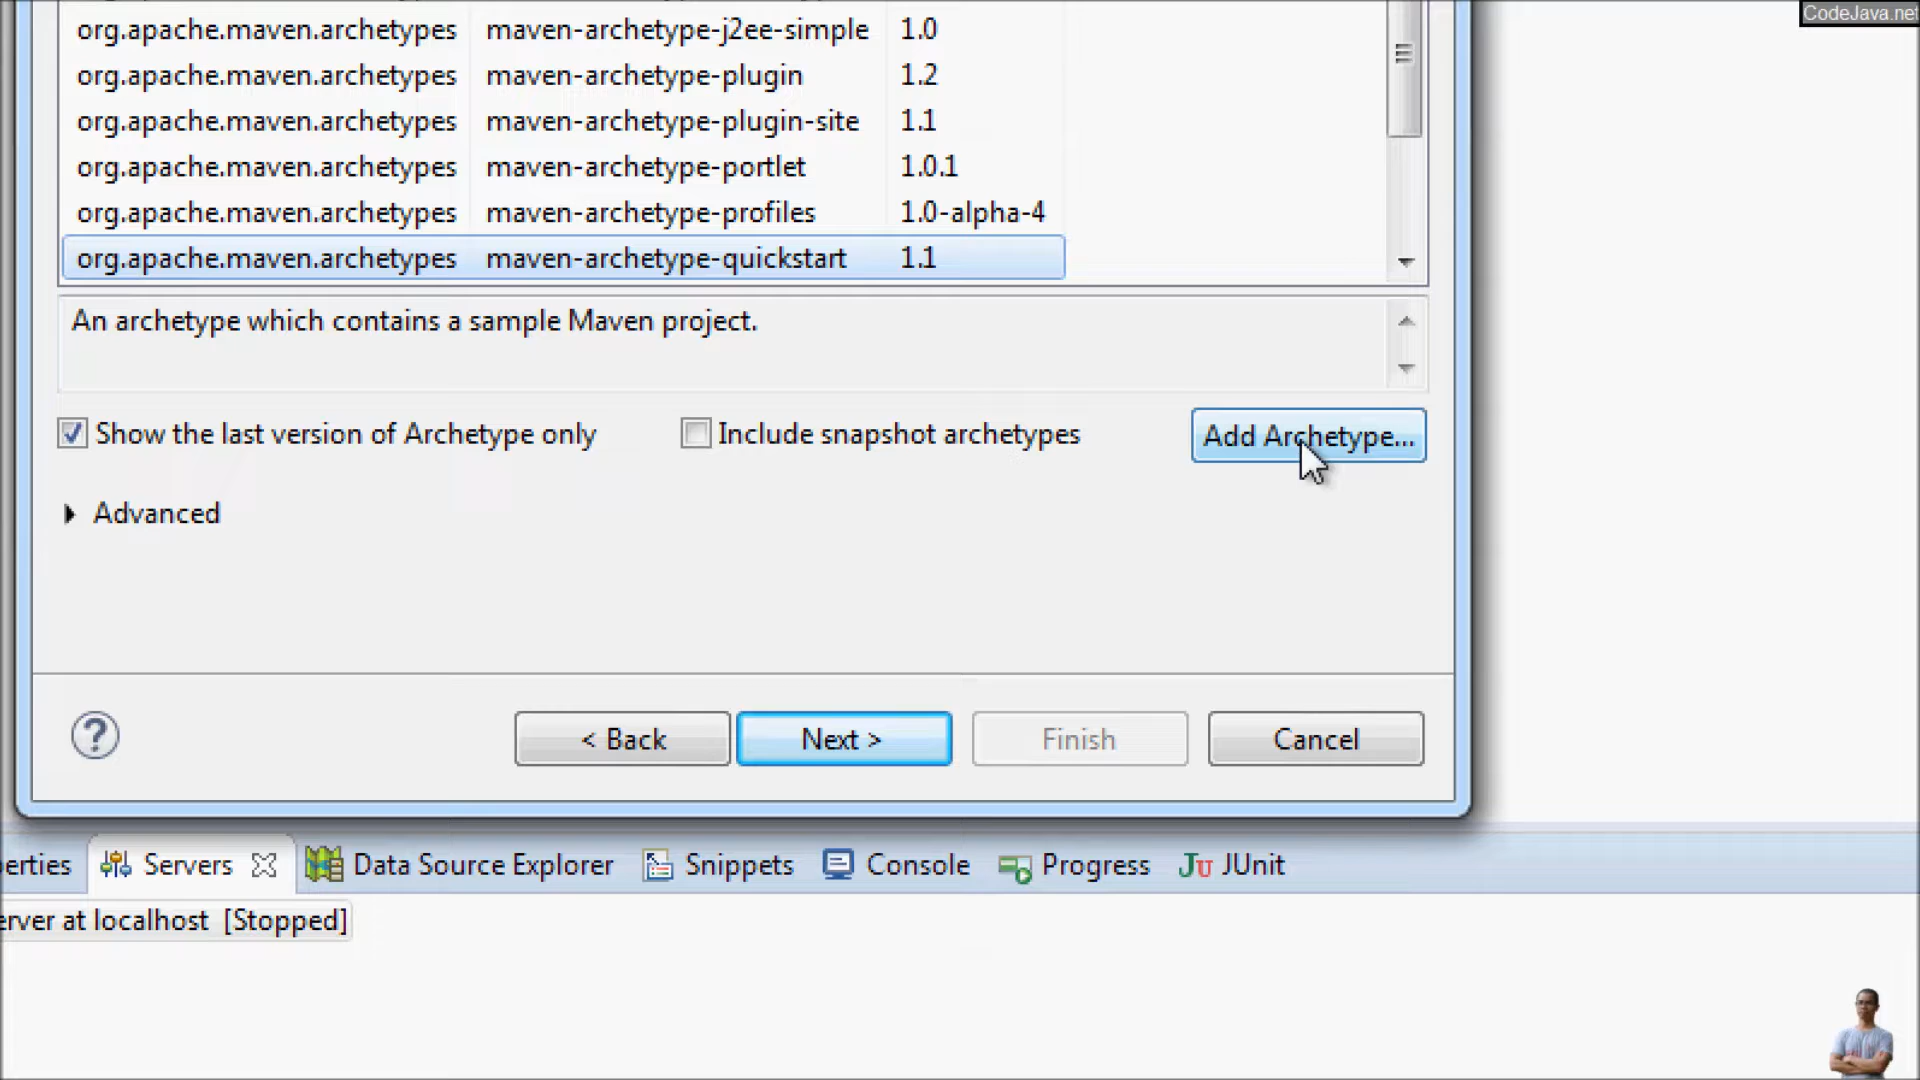 CodeJava.net
org.apache.maven.archetypes maven-archetype-j2ee-simple 1.0
org.apache.maven.archetypes maven-archetype-plugin 1.2
org.apache.maven.archetypes maven-archetype-plugin-site 1.1
org.apache.maven.archetypes maven-archetype-portlet 1.0.1
org.apache.maven.archetypes maven-archetype-profiles 1.0-alpha-4
org.apache.maven.archetypes maven-archetype-quickstart 1.1
An archetype which contains a sample Maven project.
Show the last version of Archetype only Include snapshot archetypes Add Archetype...
Advanced
? < Back Next > Finish Cancel
erties Servers Data Source Explorer Snippets Console Progress Ju JUnit
erver at localhost [Stopped]